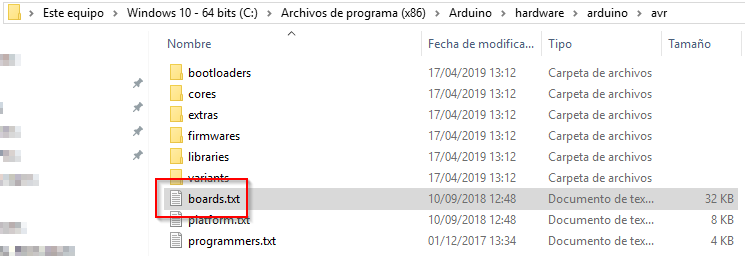 Este equipo > Windows 10 - 64 bits (C:) > Archivos de programa (x86) > Arduino > hardware > arduino > avr
Nombre Fecha de modifica... Tipo Tamaño
bootloaders 17/04/2019 13:12 Carpeta de archivos
cores 17/04/2019 13:12 Carpeta de archivos
extras 17/04/2019 13:12 Carpeta de archivos
firmwares 17/04/2019 13:12 Carpeta de archivos
libraries 17/04/2019 13:12 Carpeta de archivos
variants 17/04/2019 13:12 Carpeta de archivos
boards.txt 10/09/2018 12:48 Documento de tex... 32 KB
platform.txt 10/09/2018 12:48 Documento de tex... 8 KB
programmers.txt 01/12/2017 13:34 Documento de tex... 4 KB